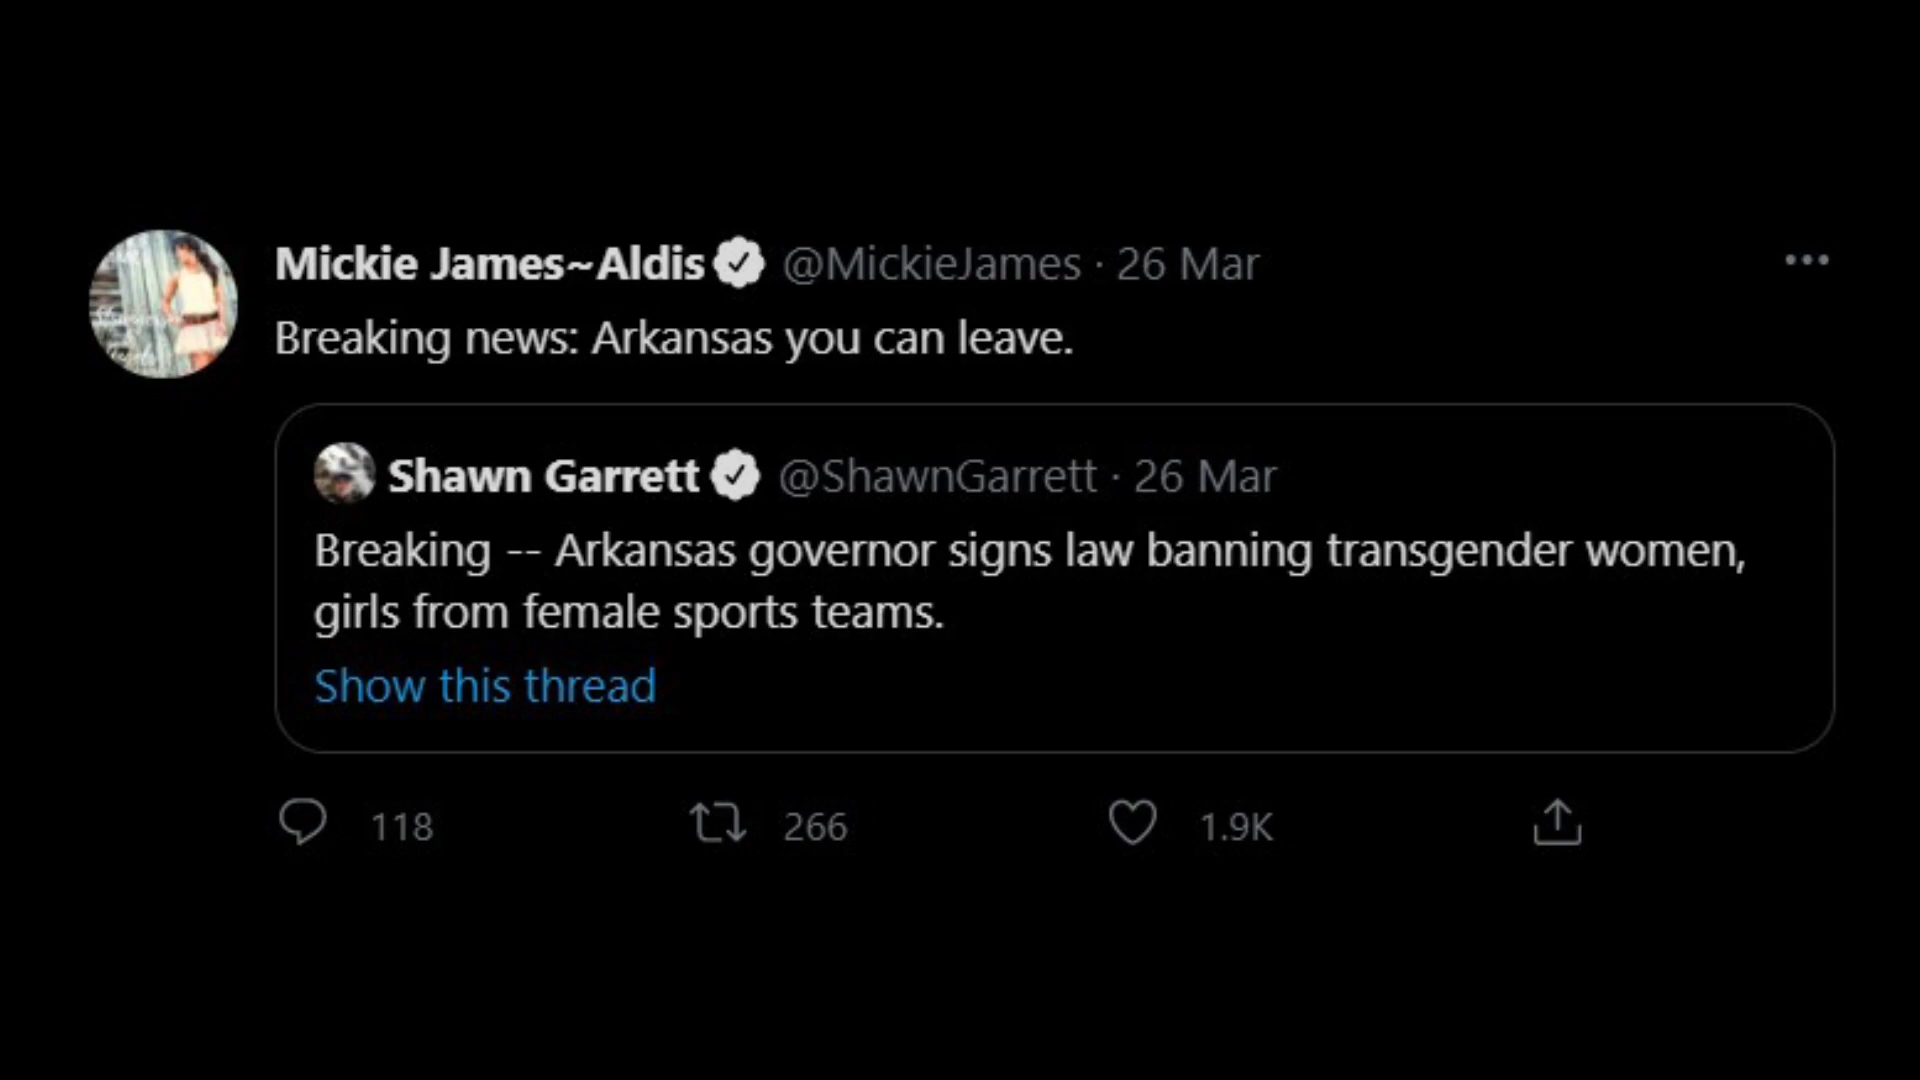 Mickie James~Aldis @MickieJames · 26 Mar
Breaking news: Arkansas you can leave.
Shawn Garrett @ShawnGarrett · 26 Mar
Breaking -- Arkansas governor signs law banning transgender women,
girls from female sports teams.
Show this thread
118 266 1.9K